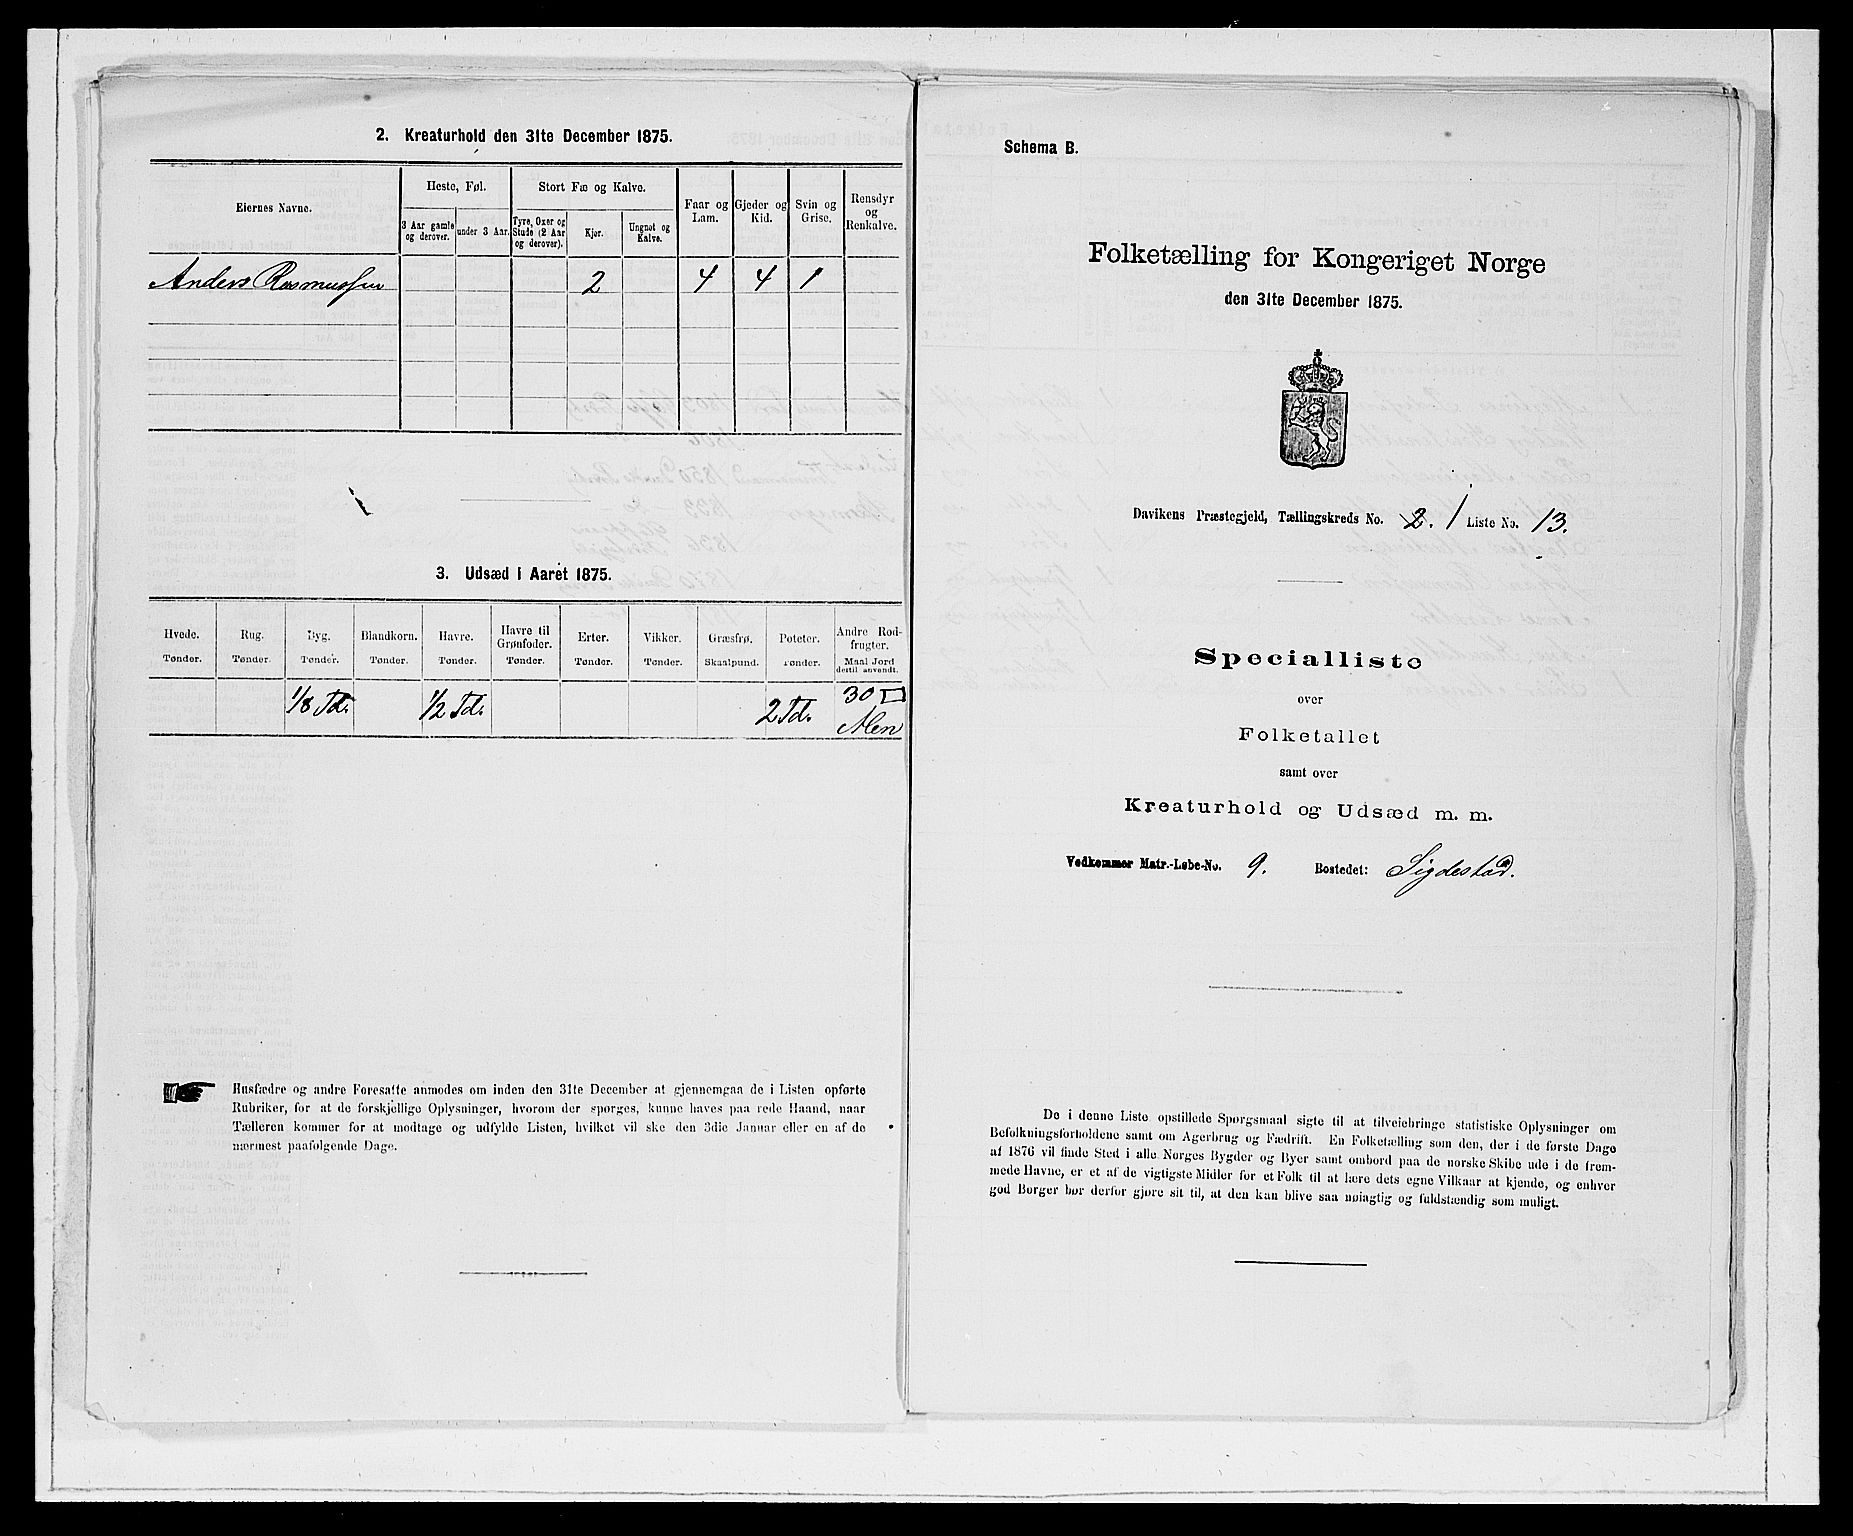 2. Kreaturhold den 31te December 1875.
Eiernes Navne.
Heste, Føl.
Stort Fæ og Kalve.
Faar og Lam.
Gjeder og Kid.
Svin og Grise.
Rensdyr og Renkalve.
3 Aar gamle og derover.
under 3 Aar.
Tyre, Oxer og Stude (2 Aar og derover).
Kjør.
Ungnøt og Kalve.
Anders Rasmussen 2 4 4 1
3. Udsæd i Aaret 1875.
Hvede. Rug. Byg. Blandkorn. Havre. Havre til Grønfoder. Erter. Vikker. Græsfrø. Poteter. Andre Rodfrugter.
Tønder. Tønder. Tønder. Tønder. Tønder. Tønder. Tønder. Tønder. Skaalpund. Tønder. Maal Jord dertil anvendt.
1/8 Td. 1/2 Td. 2 Td. 30 □ Alen
Husfædre og andre Foresatte anmodes om inden den 31te December at gjennemgaa de i Listen opførte
Rubriker, for at de forskjellige Oplysninger, hvorom der spørges, kunne haves paa rede Haand, naar
Tælleren kommer for at modtage og udfylde Listen, hvilket vil ske den 3die Januar eller en af de
nærmest paafølgende Dage.
Schema B.
Folketælling for Kongeriget Norge
den 31te December 1875.
Davikens Præstegjeld, Tællingskreds No. 2. 1 Liste No. 13.
Specialliste
over
Folketallet
samt over
Kreaturhold og Udsæd m. m.
Vedkommer Matr.-Løbe-No. 9. Bostedet: Sigdestad.
De i denne Liste opstillede Spørgsmaal sigte til at tilveiebringe statistiske Oplysninger om
Befolkningsforholdene samt om Agerbrug og Fædrift. En Folketælling som den, der i de første Dage
af 1876 vil finde Sted i alle Norges Bygder og Byer samt ombord paa de norske Skibe ude i de frem-
mede Havne, er et af de vigtigste Midler for et Folk til at lære dets egne Vilkaar at kjende, og enhver
god Borger bør derfor gjøre sit til, at den kan blive saa nøiagtig og fuldstændig som muligt.